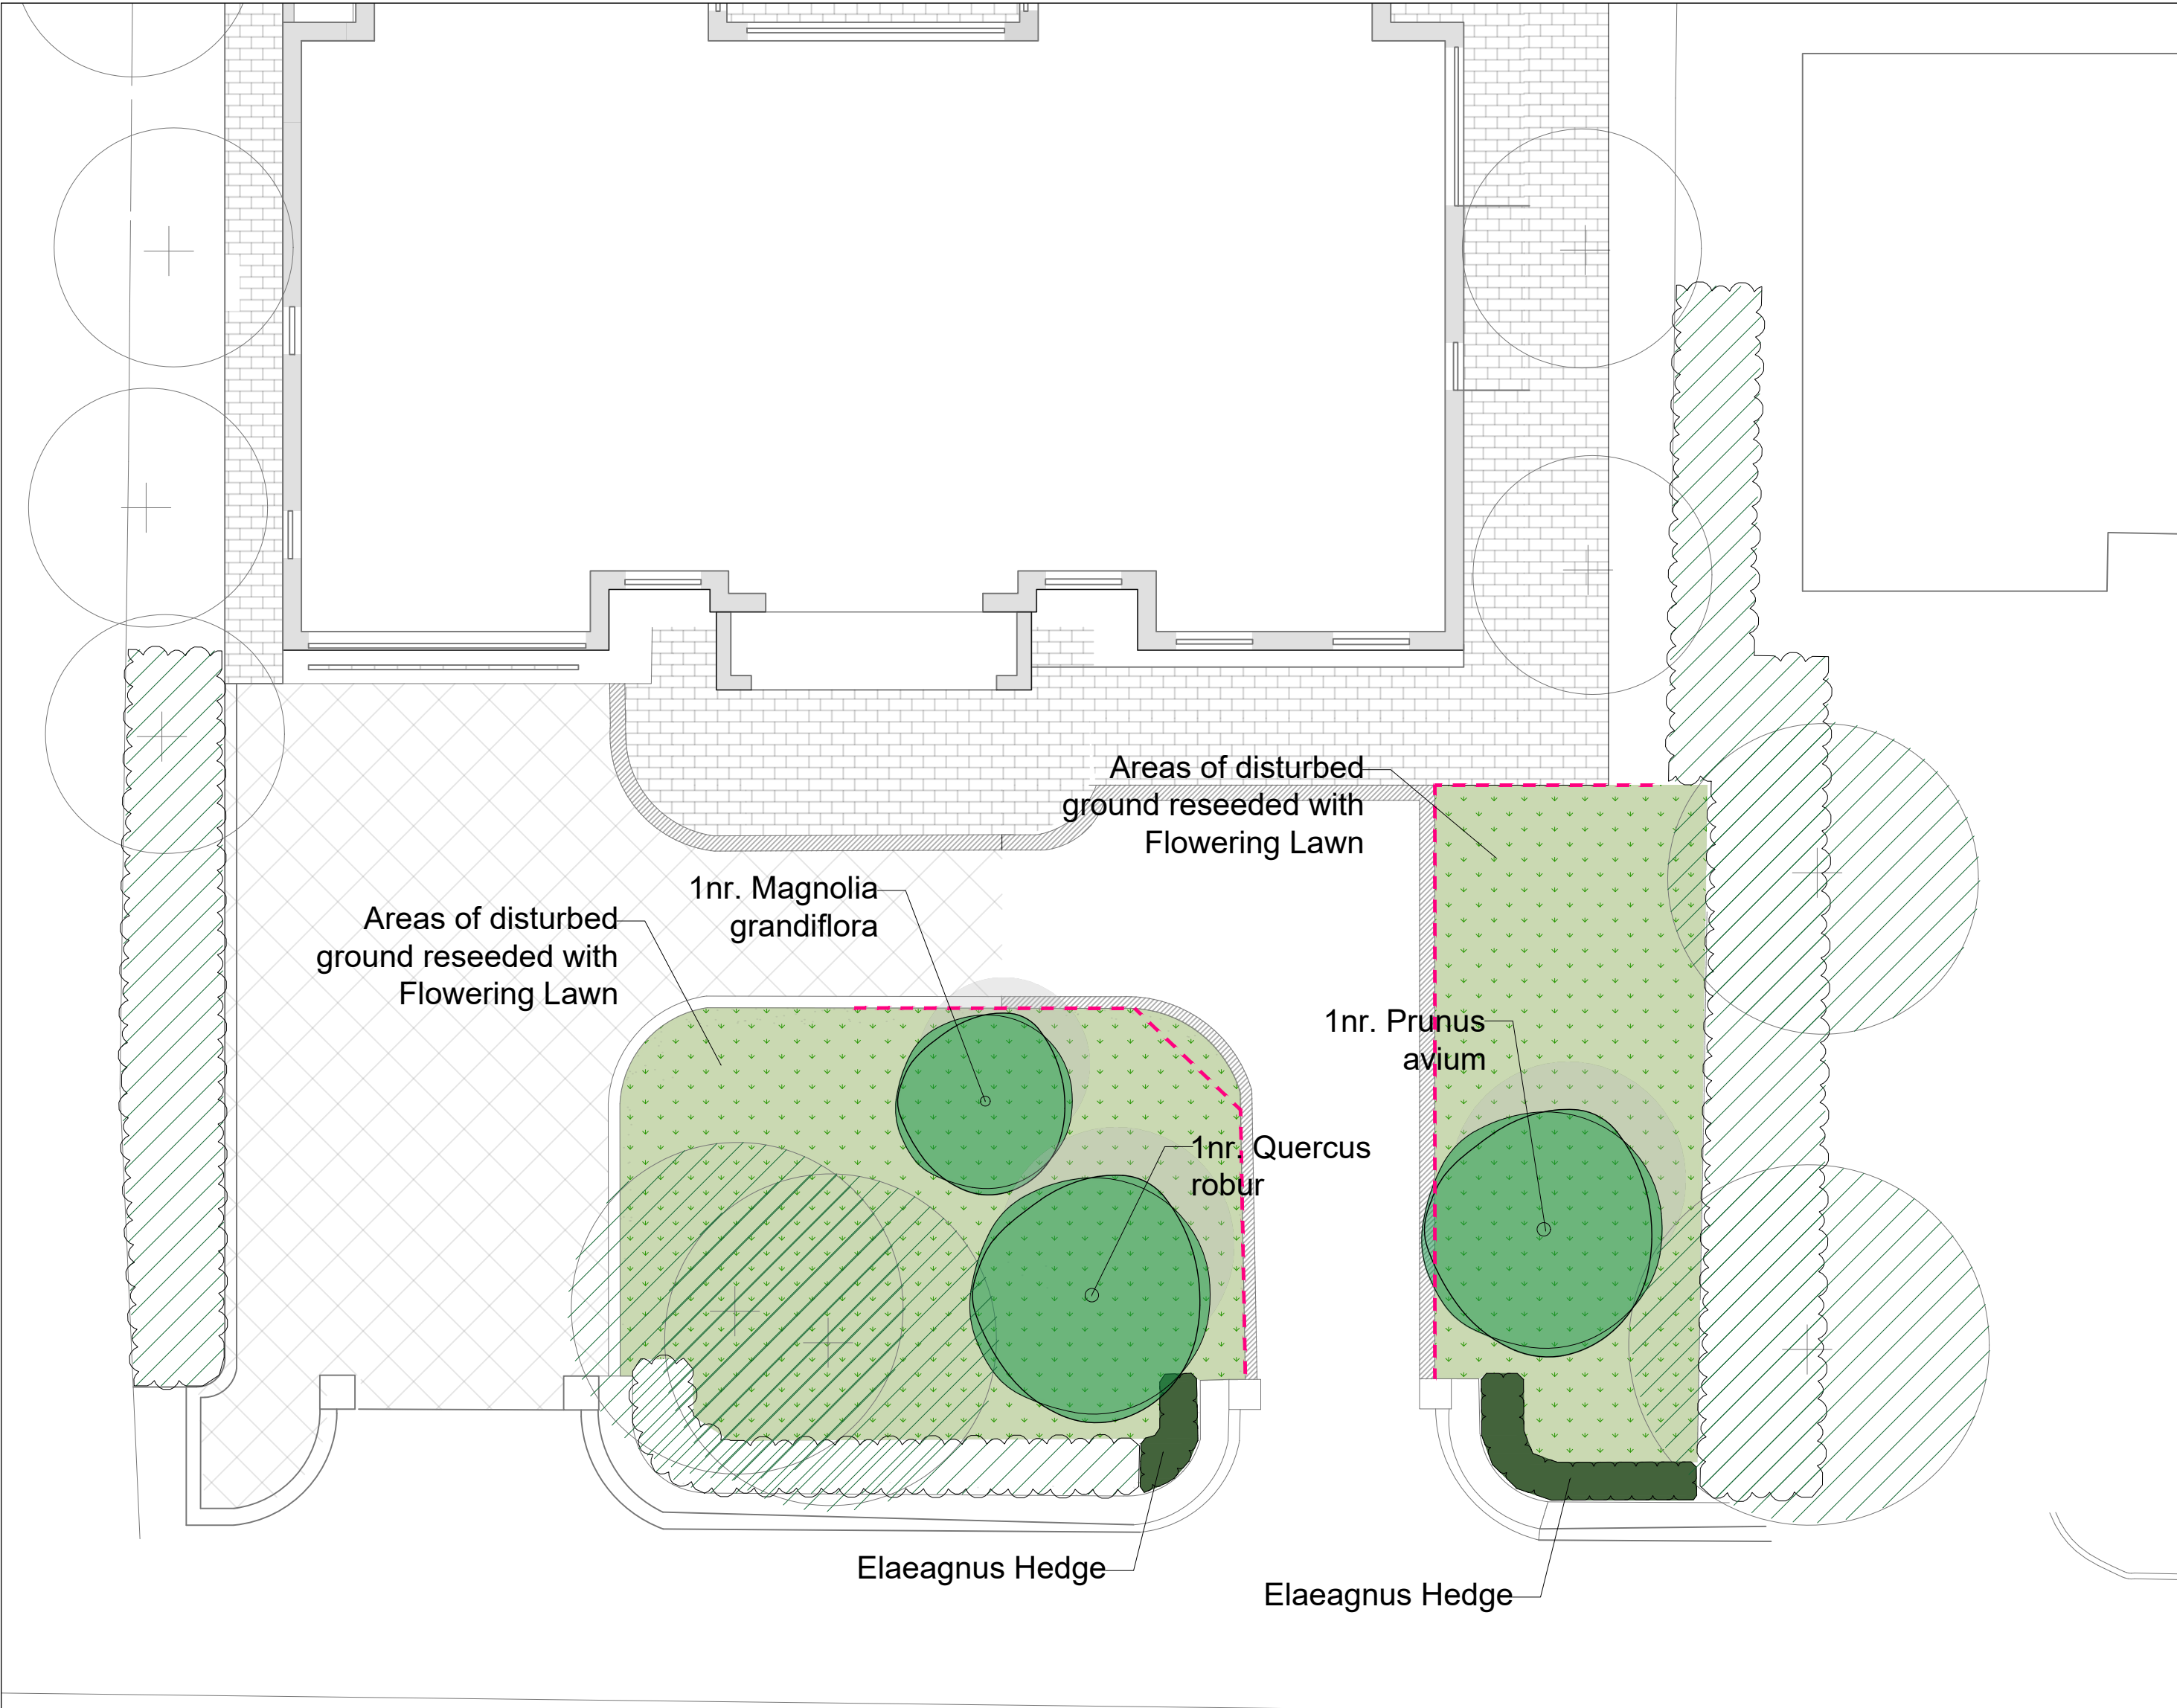 Areas of disturbed
ground reseeded with
Flowering Lawn
1nr. Magnolia
grandiflora
Areas of disturbed
ground reseeded with
Flowering Lawn
1nr. Prunus
avium
1nr. Quercus
robur
Elaeagnus Hedge
Elaeagnus Hedge